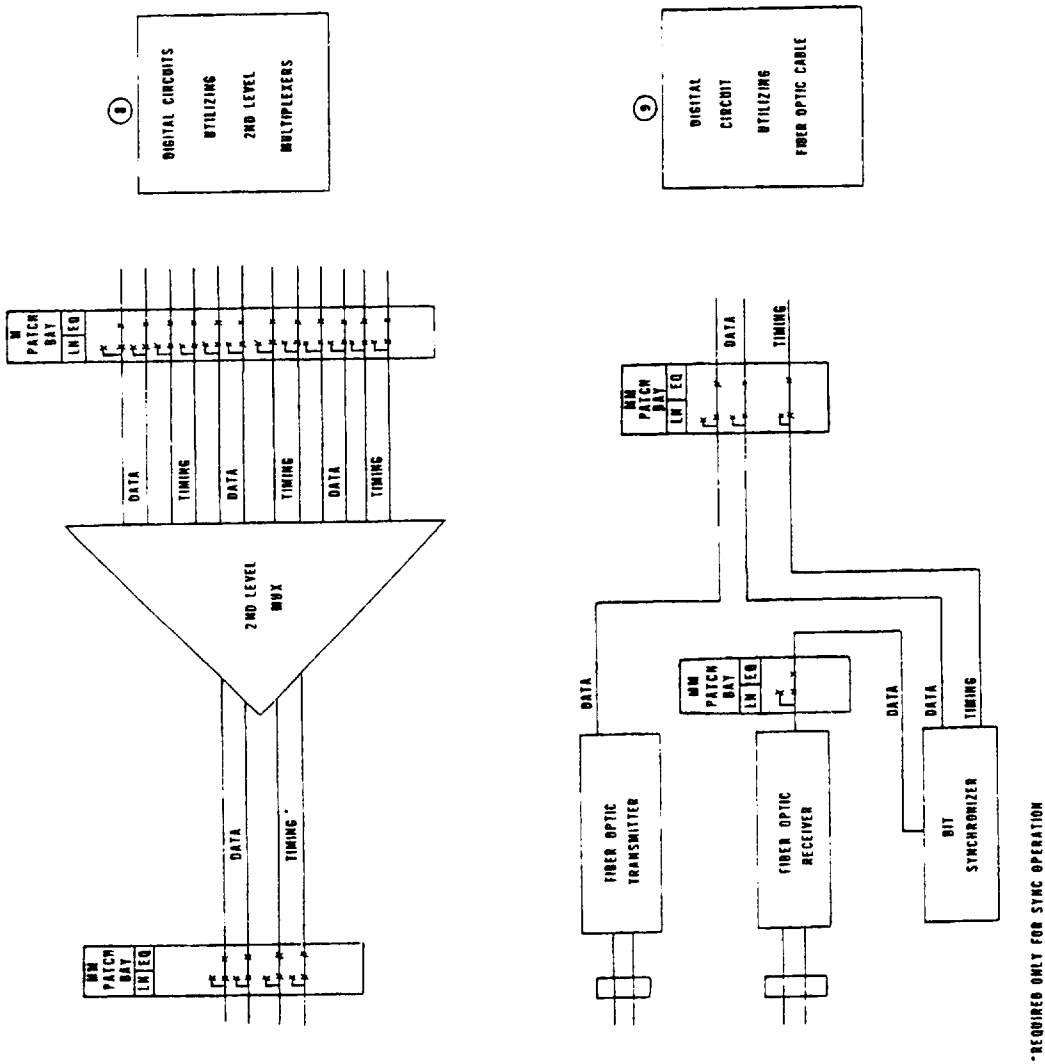 8
DIGITAL CIRCUITS
UTILIZING
2ND LEVEL
MULTIPLEXERS
M
PATCH
BAY
LN EQ
DATA
TIMING
DATA
TIMING
DATA
TIMING
2ND LEVEL
MUX
DATA
TIMING *
MM
PATCH
BAY
LN EQ
9
DIGITAL
CIRCUIT
UTILIZING
FIBER OPTIC CABLE
MM
PATCH
BAY
LN EQ
DATA
TIMING
DATA
MM
PATCH
BAY
LN EQ
DATA
DATA
TIMING
FIBER OPTIC
TRANSMITTER
FIBER OPTIC
RECEIVER
BIT
SYNCHRONIZER
*REQUIRED ONLY FOR SYNC OPERATION